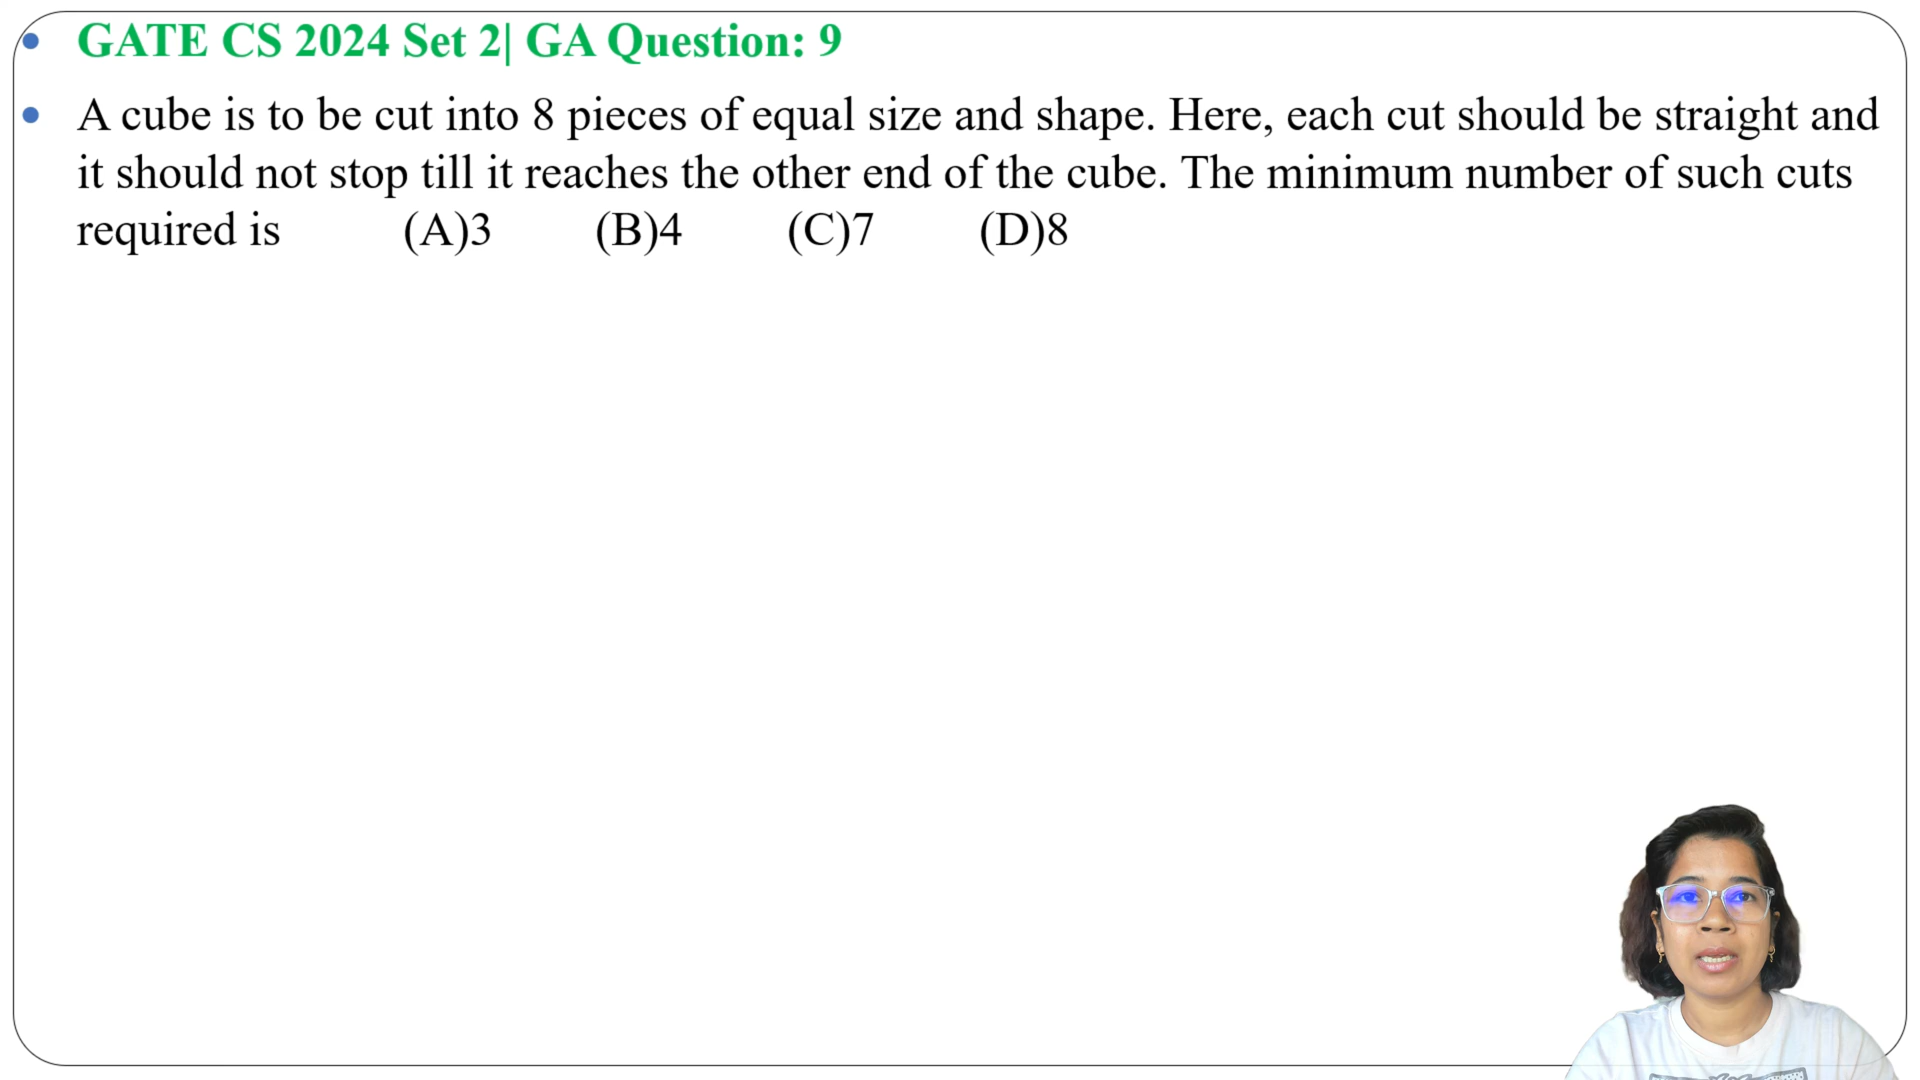 GATE CS 2024 Set 2| GA Question: 9
A cube is to be cut into 8 pieces of equal size and shape. Here, each cut should be straight and
it should not stop till it reaches the other end of the cube. The minimum number of such cuts
required is (A)3 (B)4 (C)7 (D)8